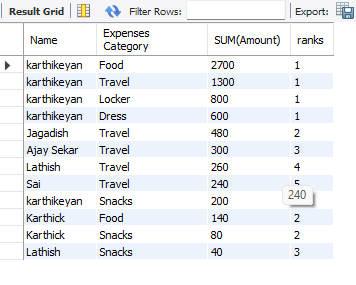 Result Grid Filter Rows: Export:
Name Expenses Category SUM(Amount) ranks
karthikeyan Food 2700 1
karthikeyan Travel 1300 1
karthikeyan Locker 800 1
karthikeyan Dress 600 1
Jagadish Travel 480 2
Ajay Sekar Travel 300 3
Lathish Travel 260 4
Sai Travel 240 5
240
karthikeyan Snacks 200
Karthick Food 140 2
Karthick Snacks 80 2
Lathish Snacks 40 3